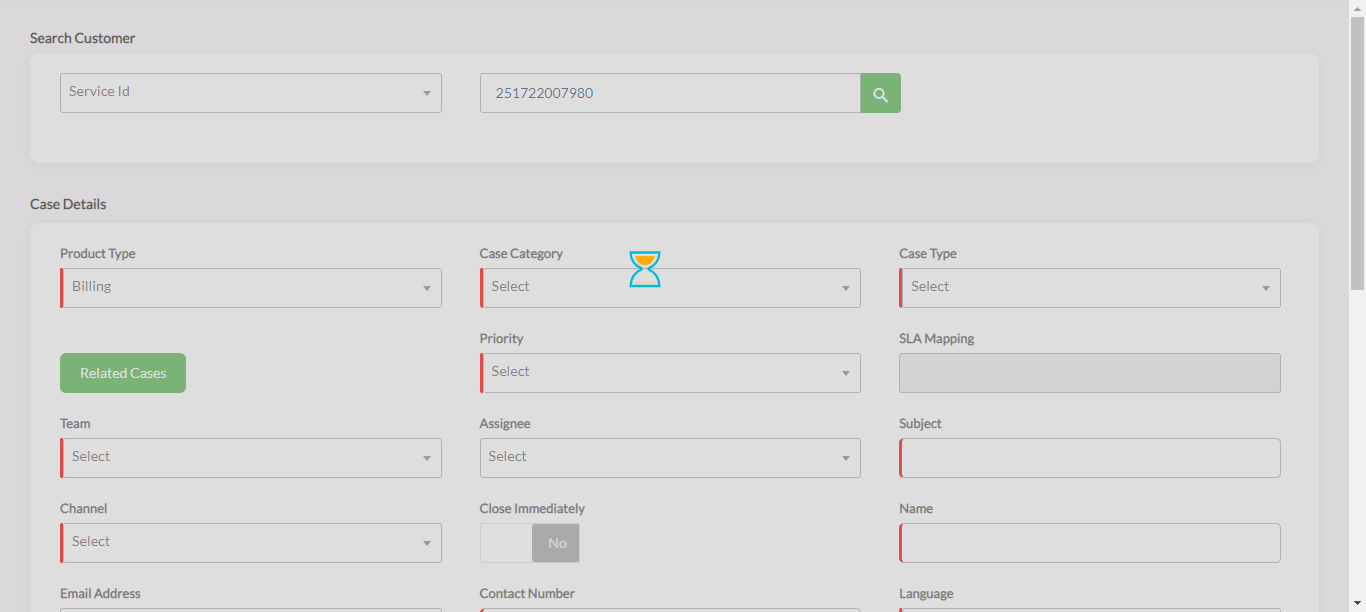 Search Customer
Service Id
251722007980
Case Details
Product Type
Case Category
Case Type
Billing
Select
Select
Priority
SLA Mapping
Related Cases
Select
Team
Assignee
Subject
Select
Select
Channel
Close Immediately
Name
Select
No
Email Address
Contact Number
Language